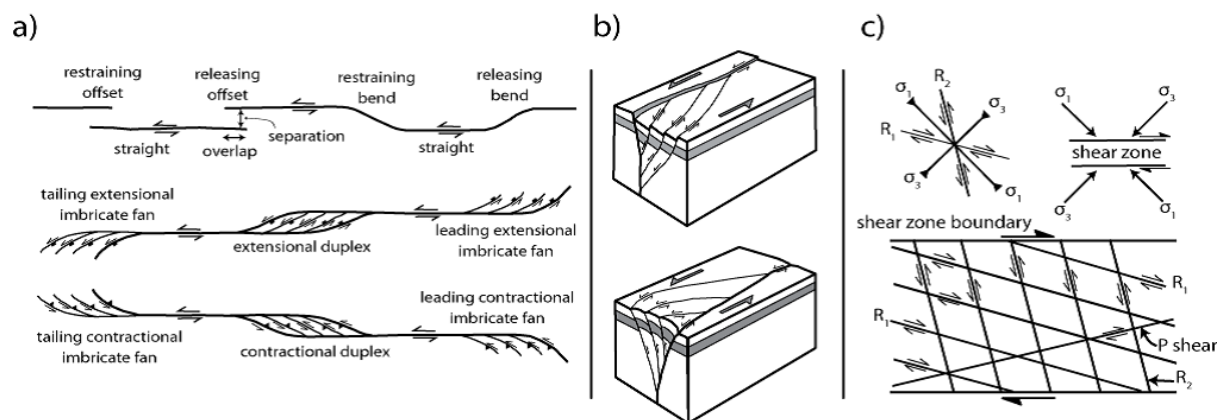 a)
restraining
offset
releasing
offset
restraining
bend
releasing
bend
separation
straight
overlap
straight
tailing extensional
imbricate fan
extensional duplex
leading extensional
imbricate fan
tailing contractional
imbricate fan
contractional duplex
leading contractional
imbricate fan
b)
c)
σ1
R2
σ3
R1
σ3
σ1
σ1
σ3
shear zone
σ3
σ1
shear zone boundary
R1
R1
P shear
R2